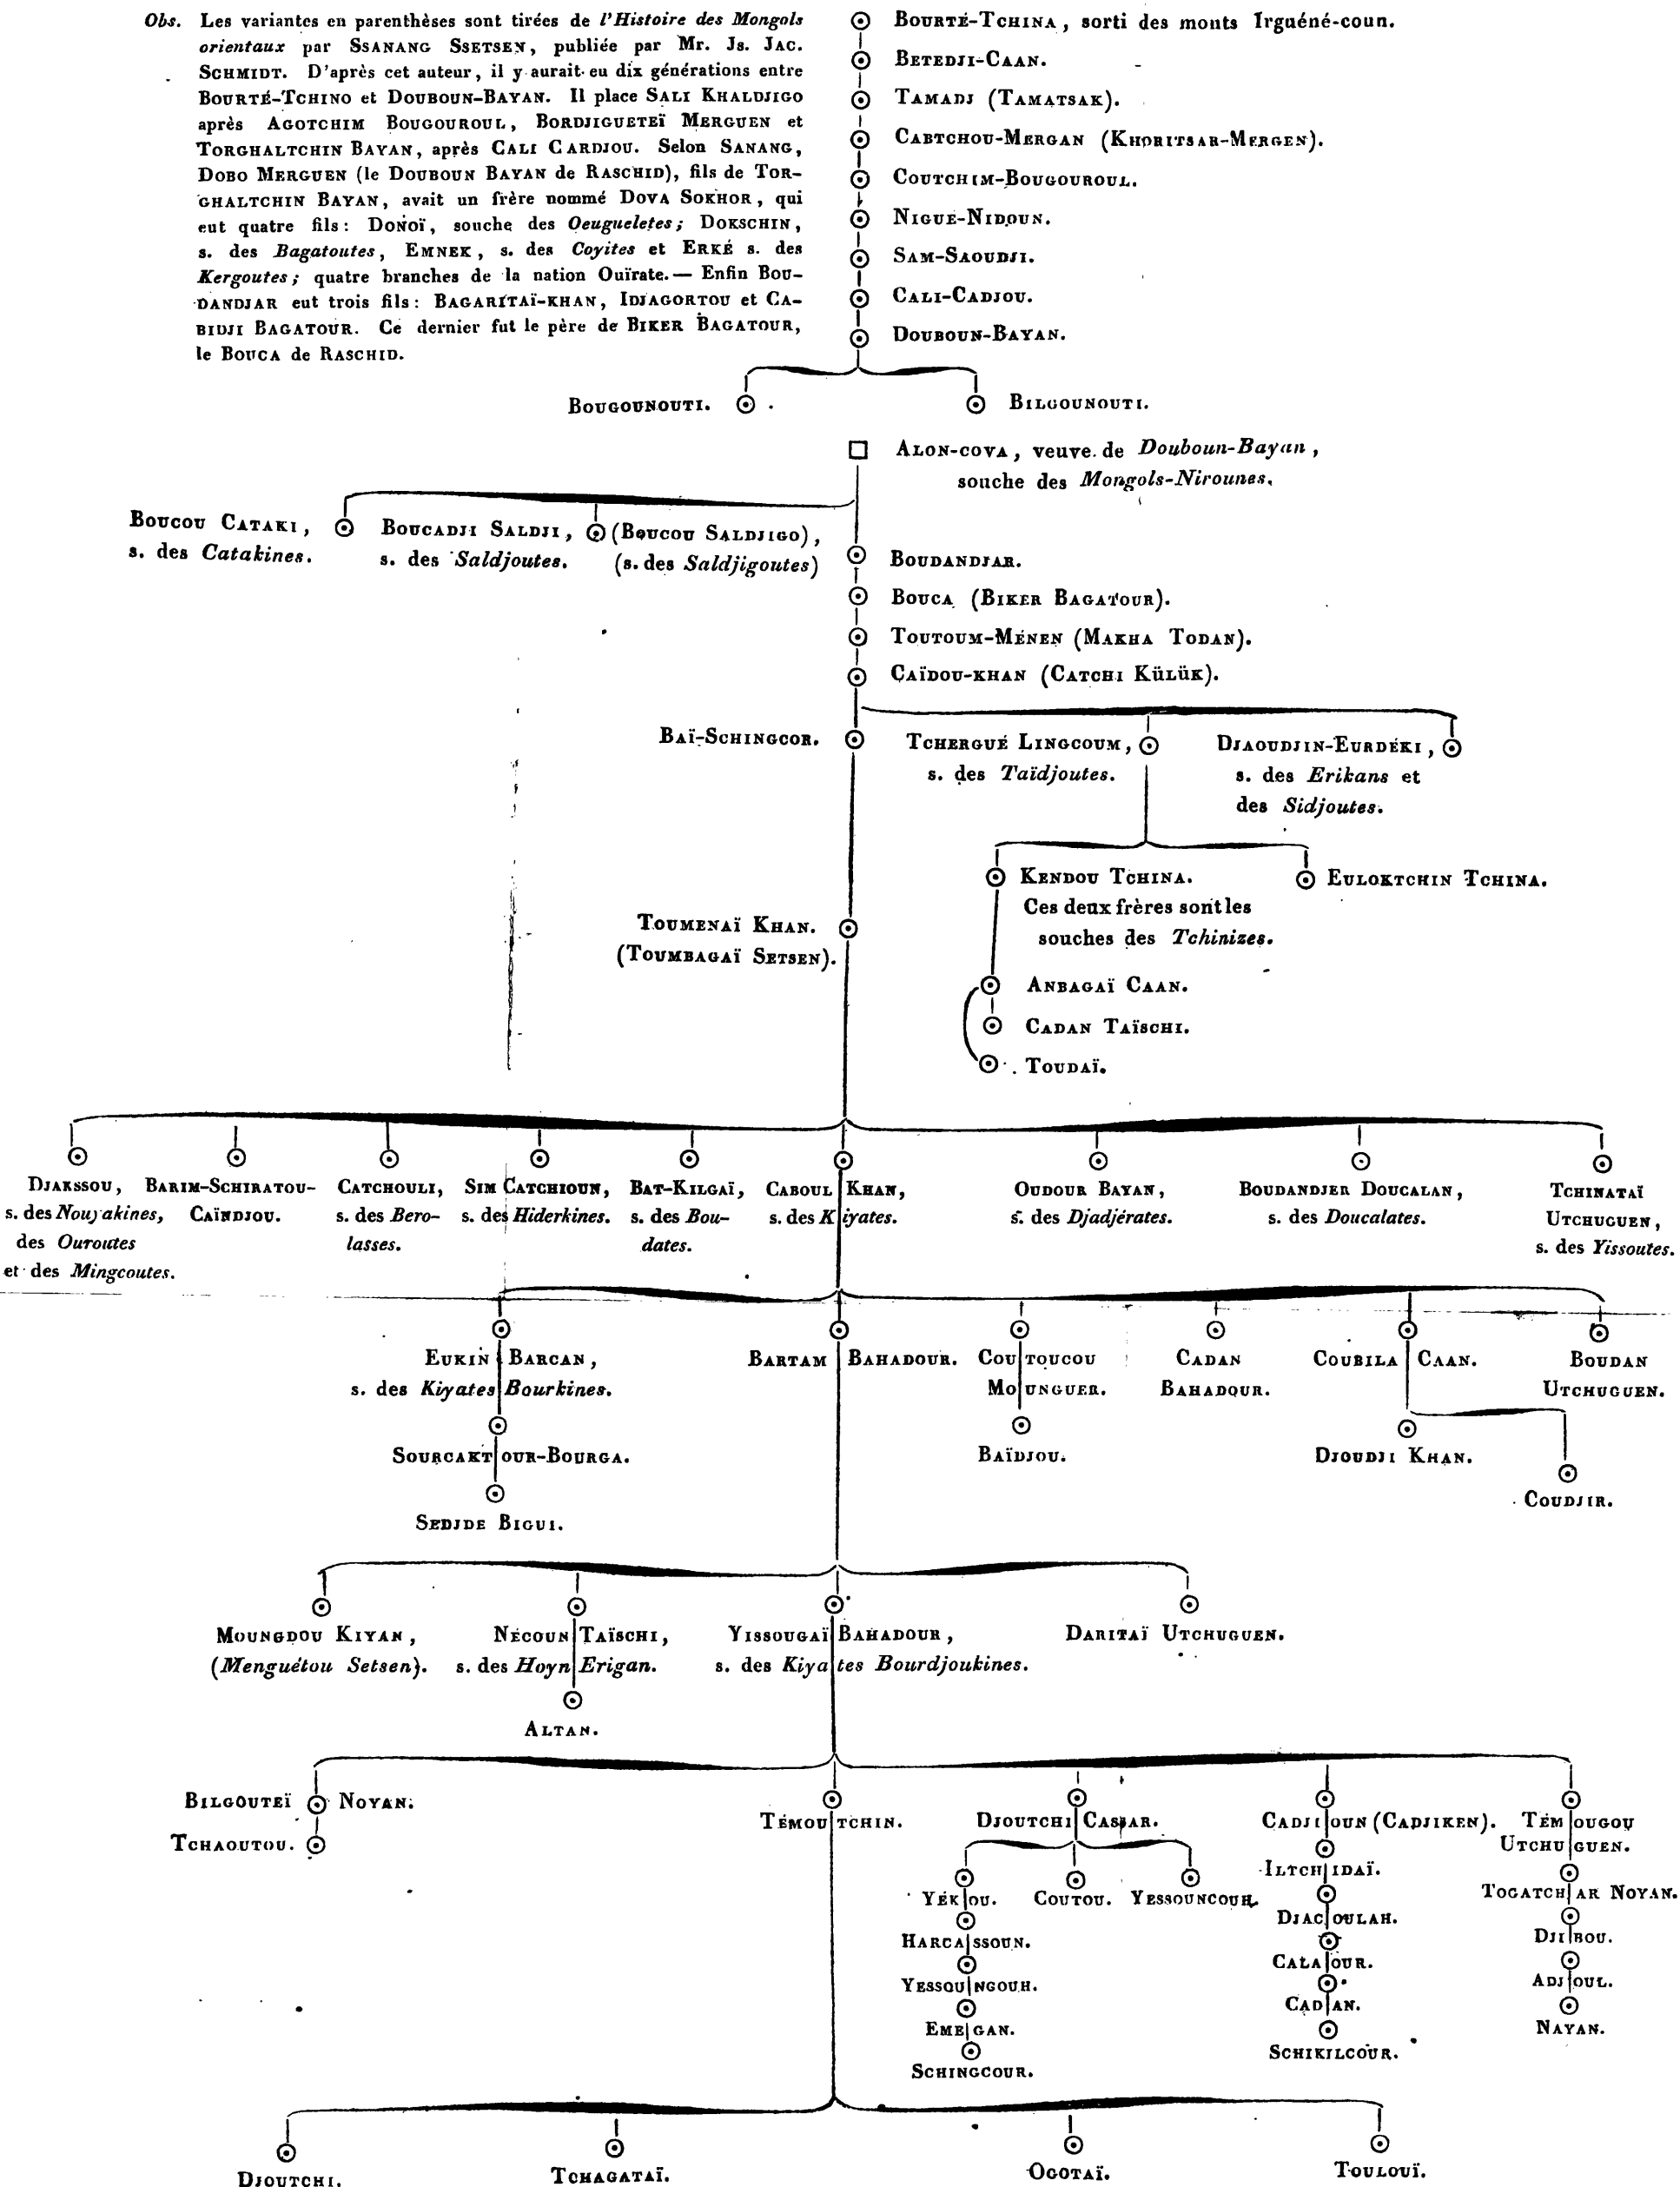 Obs. Les variantes en parenthèses sont tirées de l'Histoire des Mongols
orientaux par SSANANG SSETSEN, publiée par Mr. Js. JAC.
SCHMIDT. D'après cet auteur, il y aurait eu dix générations entre
BOURTÉ-TCHINO et DOUBOUN-BAYAN. Il place SALI KHALDJIGO
après AGOTCHIM BOUGOUROUL, BORDJIGUETEÏ MERGUEN et
TORGHALTCHIN BAYAN, après CALI CARDJOU. Selon SANANG,
DOBO MERGUEN (le DOUBOUN BAYAN de RASCHID), fils de TOR-
GHALTCHIN BAYAN, avait un frère nommé DOVA SOKHOR, qui
eut quatre fils: DONOÏ, souche des Oeugueletes; DOKSCHIN,
s. des Bagatoutes, EMNEK, s. des Coyites et ERKÉ s. des
Kergoutes; quatre branches de la nation Ouïrate.— Enfin BOU-
DANDJAR eut trois fils: BAGARITAÏ-KHAN, IDJAGORTOU et CA-
BIDJI BAGATOUR. Ce dernier fut le père de BIKER BAGATOUR,
le BOUCA de RASCHID.
BOURTÉ-TCHINA, sorti des monts Irguéné-coun.
BETEDJI-CAAN.
TAMADJ (TAMATSAK).
CABTCHOU-MERGAN (KHORITSAR-MERGEN).
COUTCHIM-BOUGOUROUL.
NIGUÉ-NIDOUN.
SAM-SAOUDJI.
CALI-CADJOU.
DOUBOUN-BAYAN.
BOUGOUNOUTI.
BILGOUNOUTI.
ALON-COVA, veuve de Douboun-Bayan,
souche des Mongols-Nirounes.
BOUCOU CATAKI,
s. des Catakines.
BOUCADJI SALDJI,
s. des Saldjoutes.
(BOUCOU SALDJIGO),
(s. des Saldjigoutes)
BOUDANDJAR.
BOUCA (BIKER BAGATOUR).
TOUTOUM-MÉNEN (MAKHA TODAN).
CAÏDOU-KHAN (CATCHI KÜLÜK).
BAÏ-SCHINGCOR.
TCHERGUÉ LINGCOUM,
s. des Taïdjoutes.
DJAOUDJIN-EURDÉKI,
s. des Erikans et
des Sidjoutes.
KENDOU TCHINA.
EULOKTCHIN TCHINA.
Ces deux frères sont les
souches des Tchinizes.
TOUMENAÏ KHAN.
(TOUMBAGAÏ SETSEN).
ANBAGAÏ CAAN.
CADAN TAÏSCHI.
TOUDAÏ.
DJAKSSOU,
s. des Nouyakines,
des Ouroutes
et des Mingcoutes.
BARIM-SCHIRATOU-
CAÏNDJOU.
CATCHOULI,
s. des Bero-
lasses.
SIM CATCHIOUN,
s. des Hiderkines.
BAT-KILGAÏ,
s. des Bou-
dates.
CABOUL KHAN,
s. des Kiyates.
OUDOUR BAYAN,
s. des Djadjérates.
BOUDANDJER DOUCALAN,
s. des Doucalates.
TCHINATAÏ
UTCHUGUEN,
s. des Yissoutes.
EUKIN BARCAN,
s. des Kiyates Bourkines.
BARTAM BAHADOUR.
COUTOUCOU
MOUNGUER.
CADAN
BAHADOUR.
COUBILA CAAN.
BOUDAN
UTCHUGUEN.
SOURCAKTOUR-BOURGA.
BAÏDJOU.
DJOUDJI KHAN.
COUDJIR.
SEDJDE BIGUI.
MOUNGDOU KIYAN,
(Menguétou Setsen).
NÉCOUN TAÏSCHI,
s. des Hoyn Erigan.
YISSOUGAÏ BAHADOUR,
s. des Kiyates Bourdjoukines.
DARITAÏ UTCHUGUEN.
ALTAN.
BILGOUTEÏ NOYAN.
TCHAOUTOU.
TÉMOUTCHIN.
DJOUTCHI CASSAR.
CADJIOUN (CADJIKEN).
TÉMOUGOU
UTCHUGUEN.
YÉKOU.
COUTOU.
YESSOUNCOUH.
ILTCHIDAÏ.
TOGATCHAR NOYAN.
HARCASSOUN.
DJACOULAH.
DJIBOU.
YESSOUNGOUH.
CALAOUR.
ADJOUL.
EMEGAN.
CADAN.
NAYAN.
SCHINGCOUR.
SCHIKILCOUR.
DJOUTCHI.
TCHAGATAÏ.
OGOTAÏ.
TOULOUÏ.